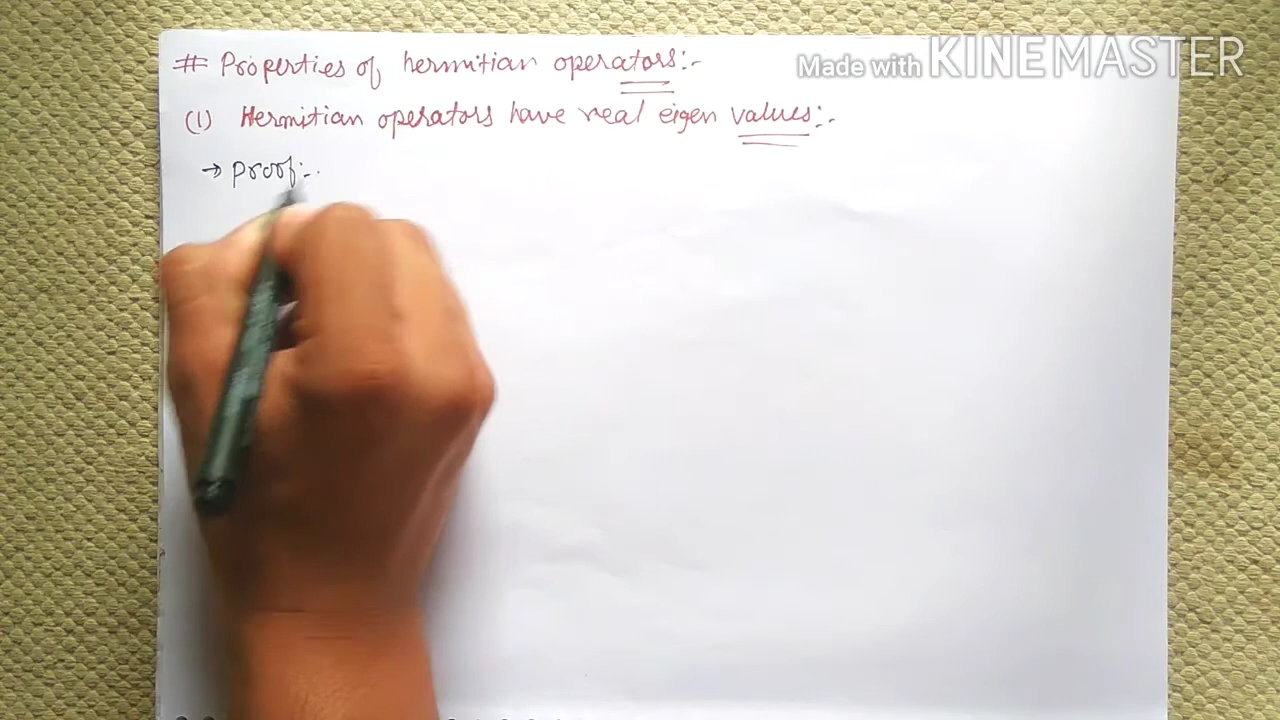 # Properties of hermitian operators:-
Made with KINEMASTER
(1) Hermitian operators have real eigen values:-
→ Proof:-